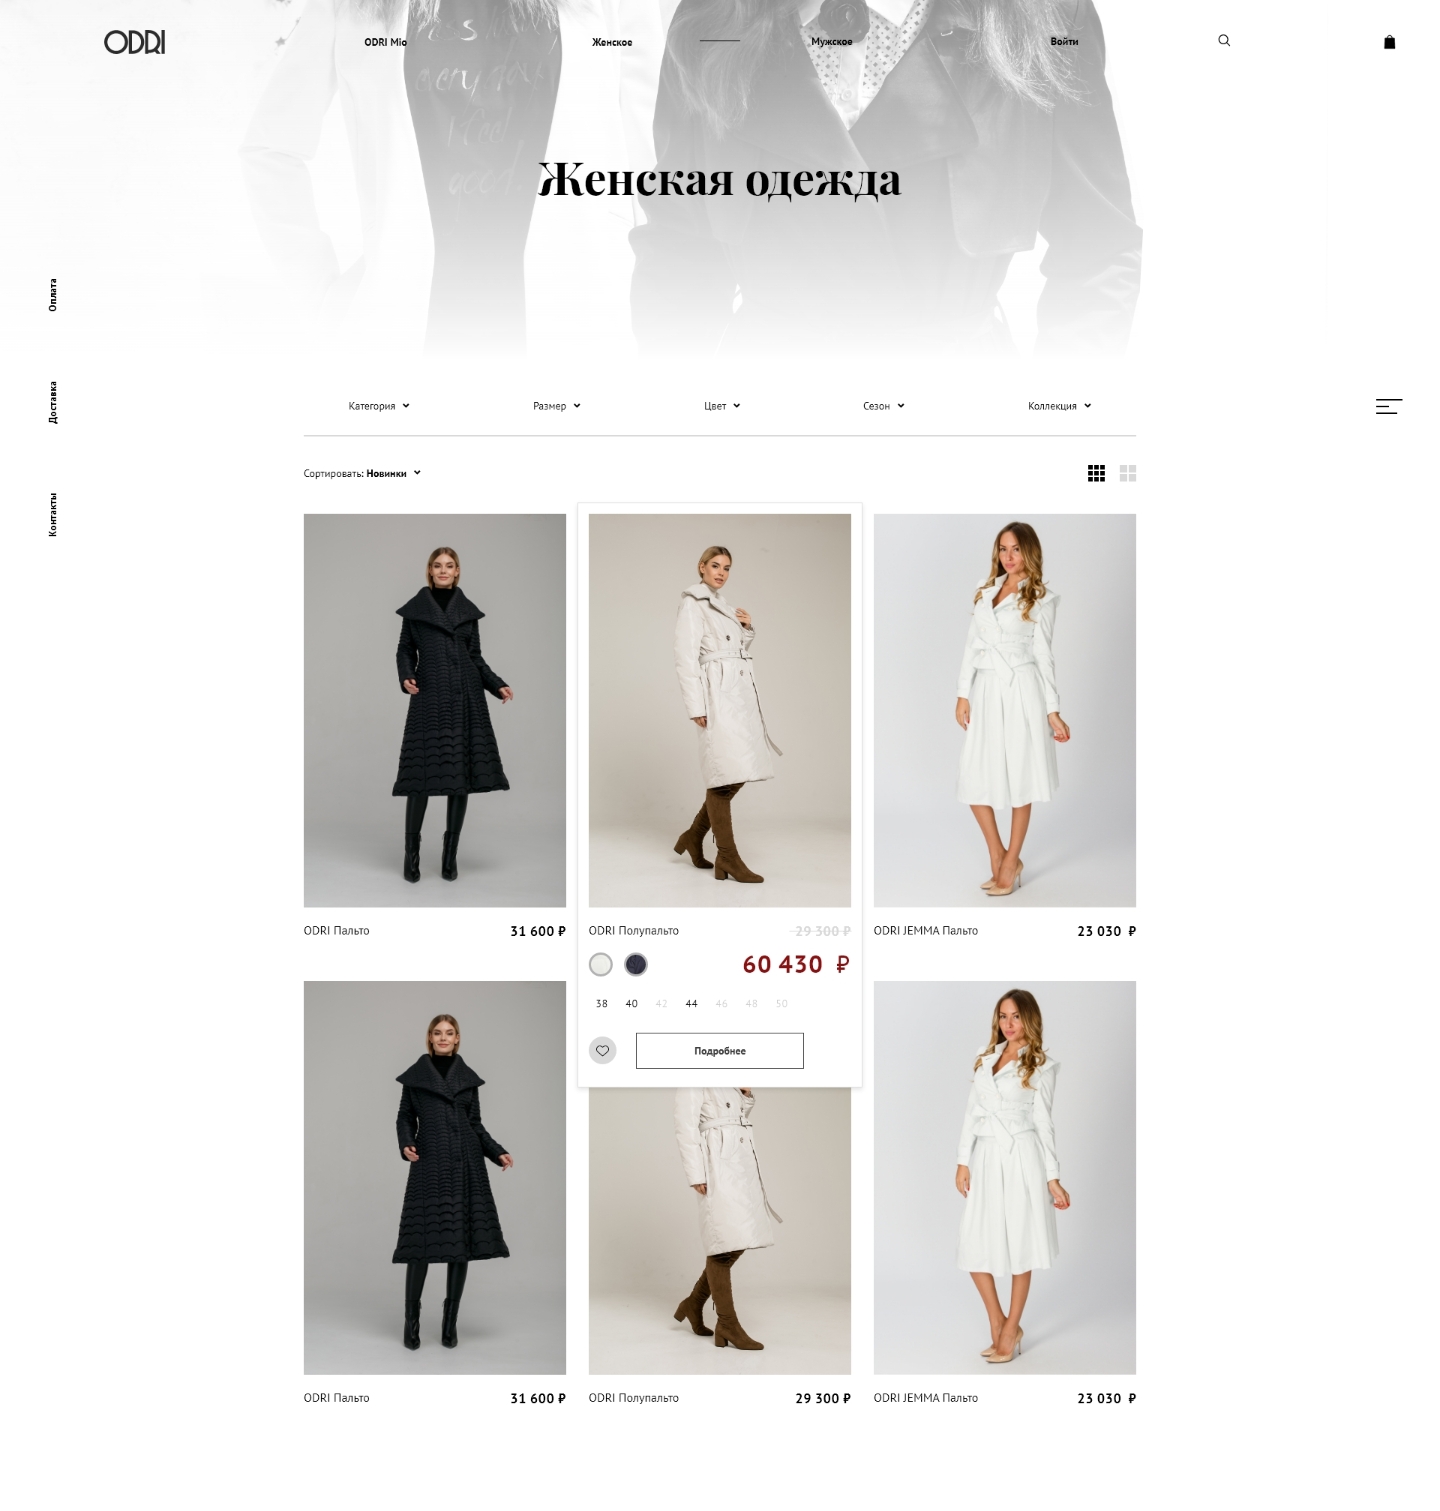 ODRI
ODRI Mio
Женское
Мужское
Войти
Женская одежда
Оплата
Доставка
Контакты
Категория
Размер
Цвет
Сезон
Коллекция
Сортировать: Новинки
ODRI Пальто
31 600 ₽
ODRI Полупальто
29 300 ₽
60 430 ₽
38 40 42 44 46 48 50
Подробнее
ODRI JEMMA Пальто
23 030 ₽
ODRI Пальто
31 600 ₽
ODRI Полупальто
29 300 ₽
ODRI JEMMA Пальто
23 030 ₽